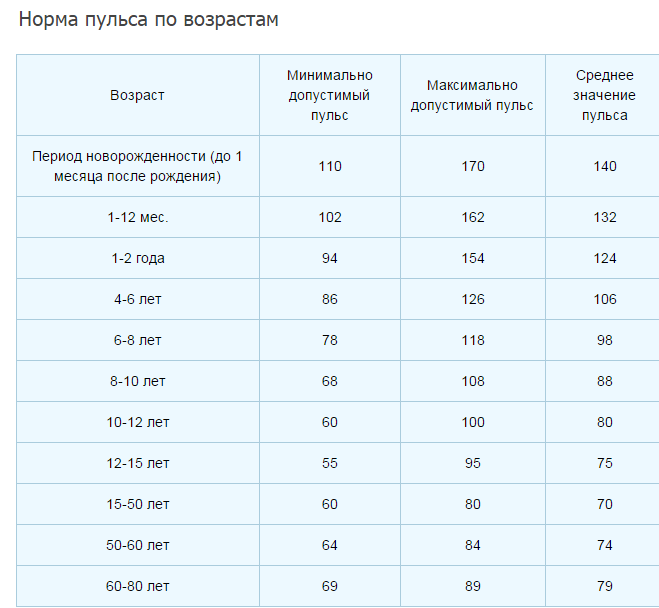 Норма пульса по возрастам
Возраст
Минимально
допустимый
пульс
Максимально
допустимый пульс
Среднее
значение
пульса
Период новорожденности (до 1
месяца после рождения)
110
170
140
1-12 мес.
102
162
132
1-2 года
94
154
124
4-6 лет
86
126
106
6-8 лет
78
118
98
8-10 лет
68
108
88
10-12 лет
60
100
80
12-15 лет
55
95
75
15-50 лет
60
80
70
50-60 лет
64
84
74
60-80 лет
69
89
79